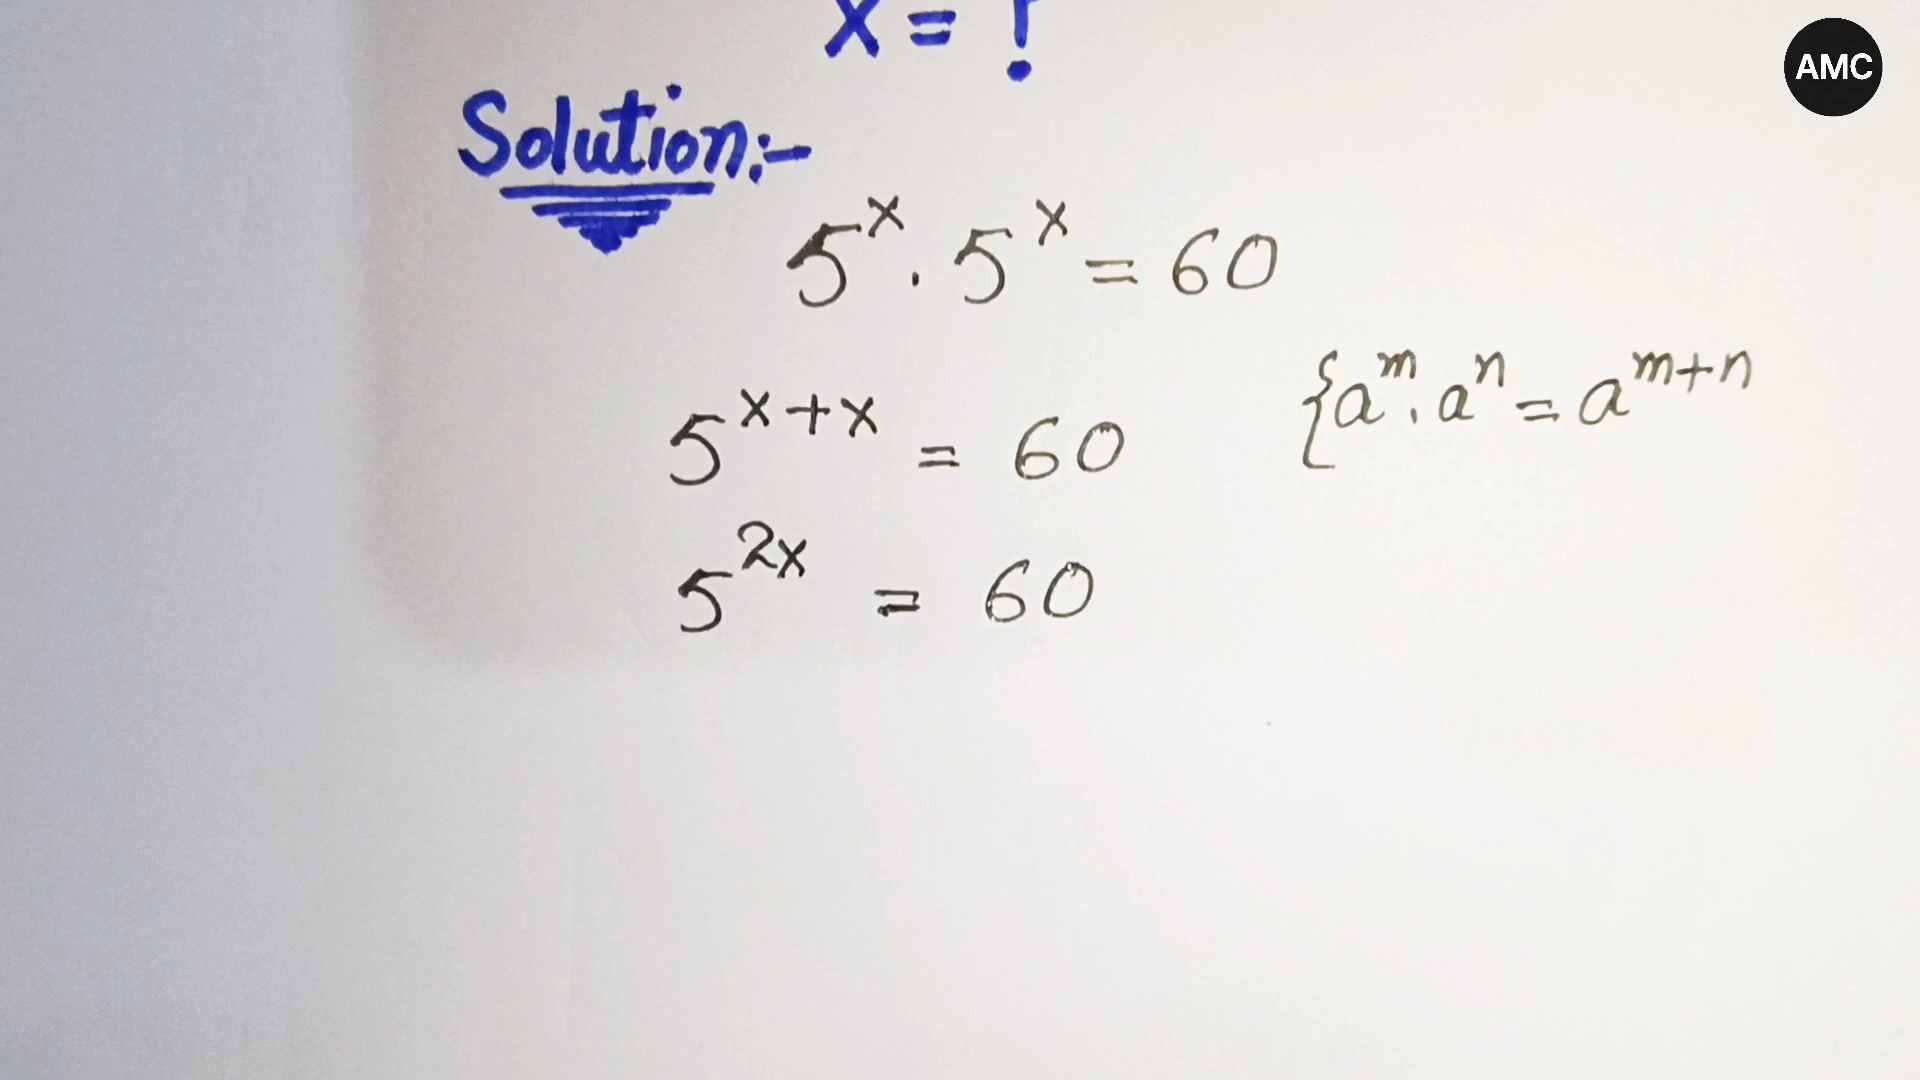 AMC
x = ?
Solution:-
5^x . 5^x = 60
5^{x+x} = 60
{a^m . a^n = a^{m+n}
5^{2x} = 60